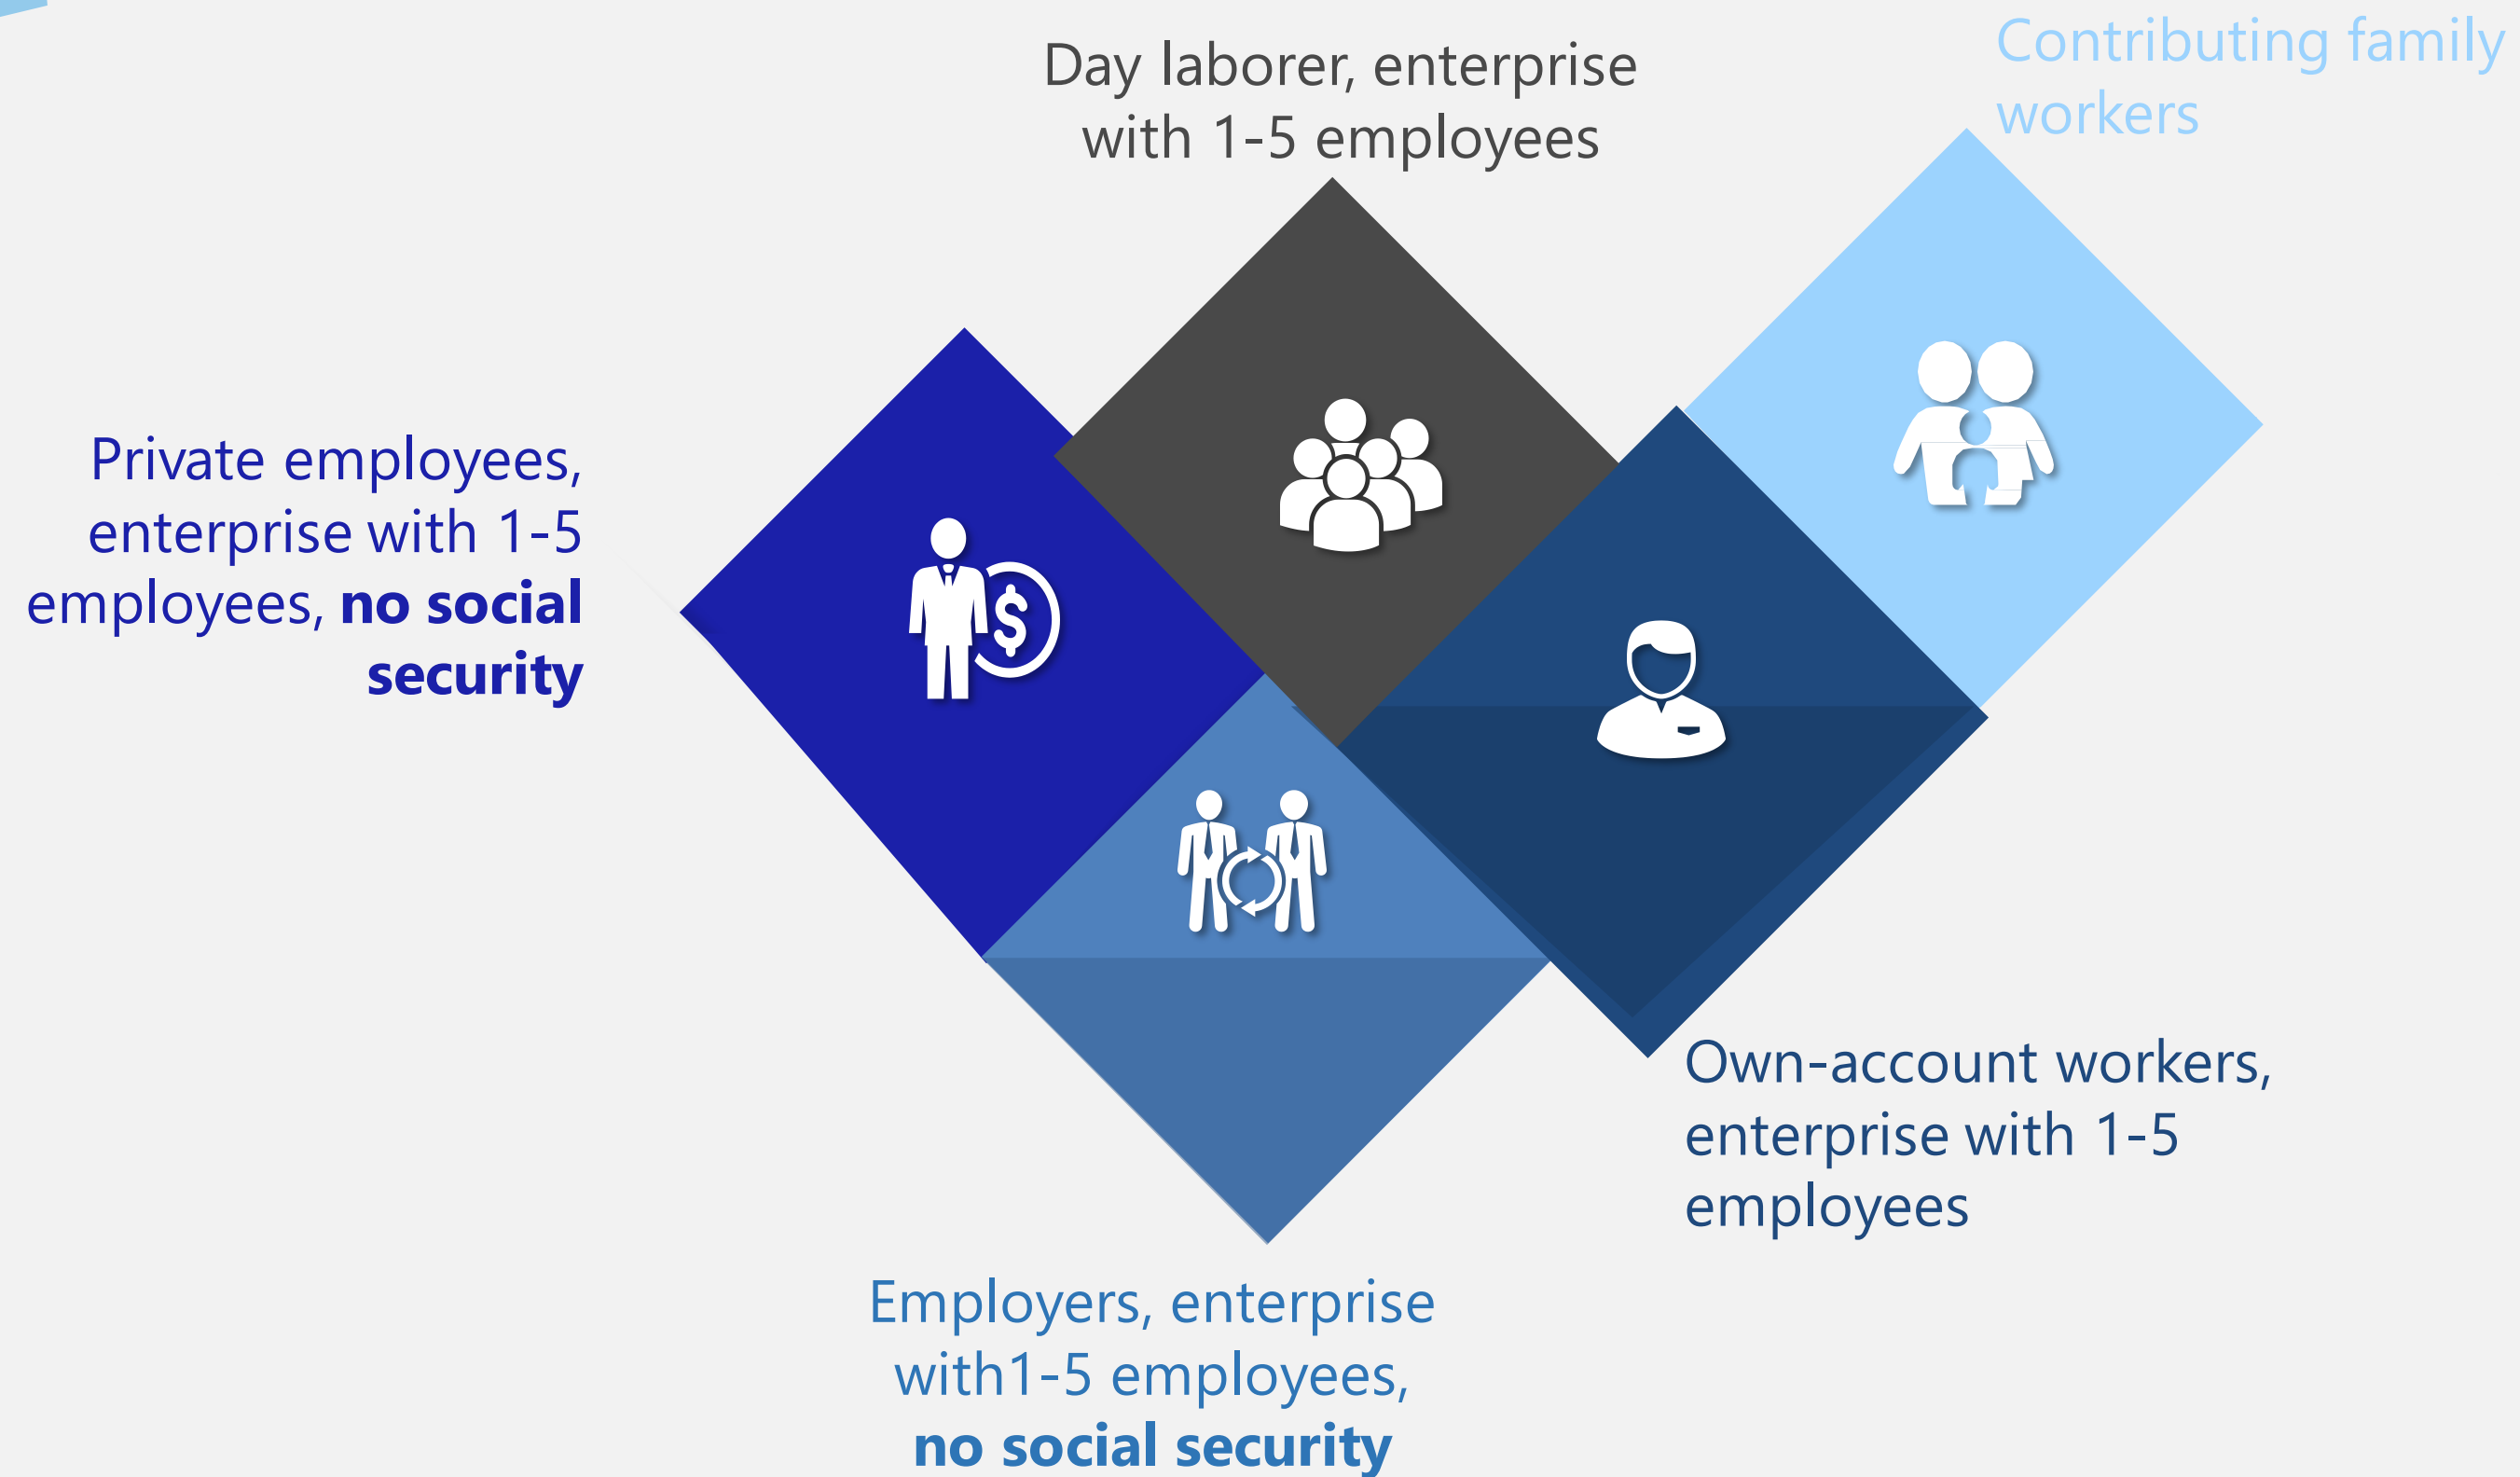 Contributing family
workers
Day laborer, enterprise
with 1-5 employees
Private employees,
enterprise with 1-5
employees, no social
security
$
Own-account workers,
enterprise with 1-5
employees
Employers, enterprise
with1-5 employees,
no social security